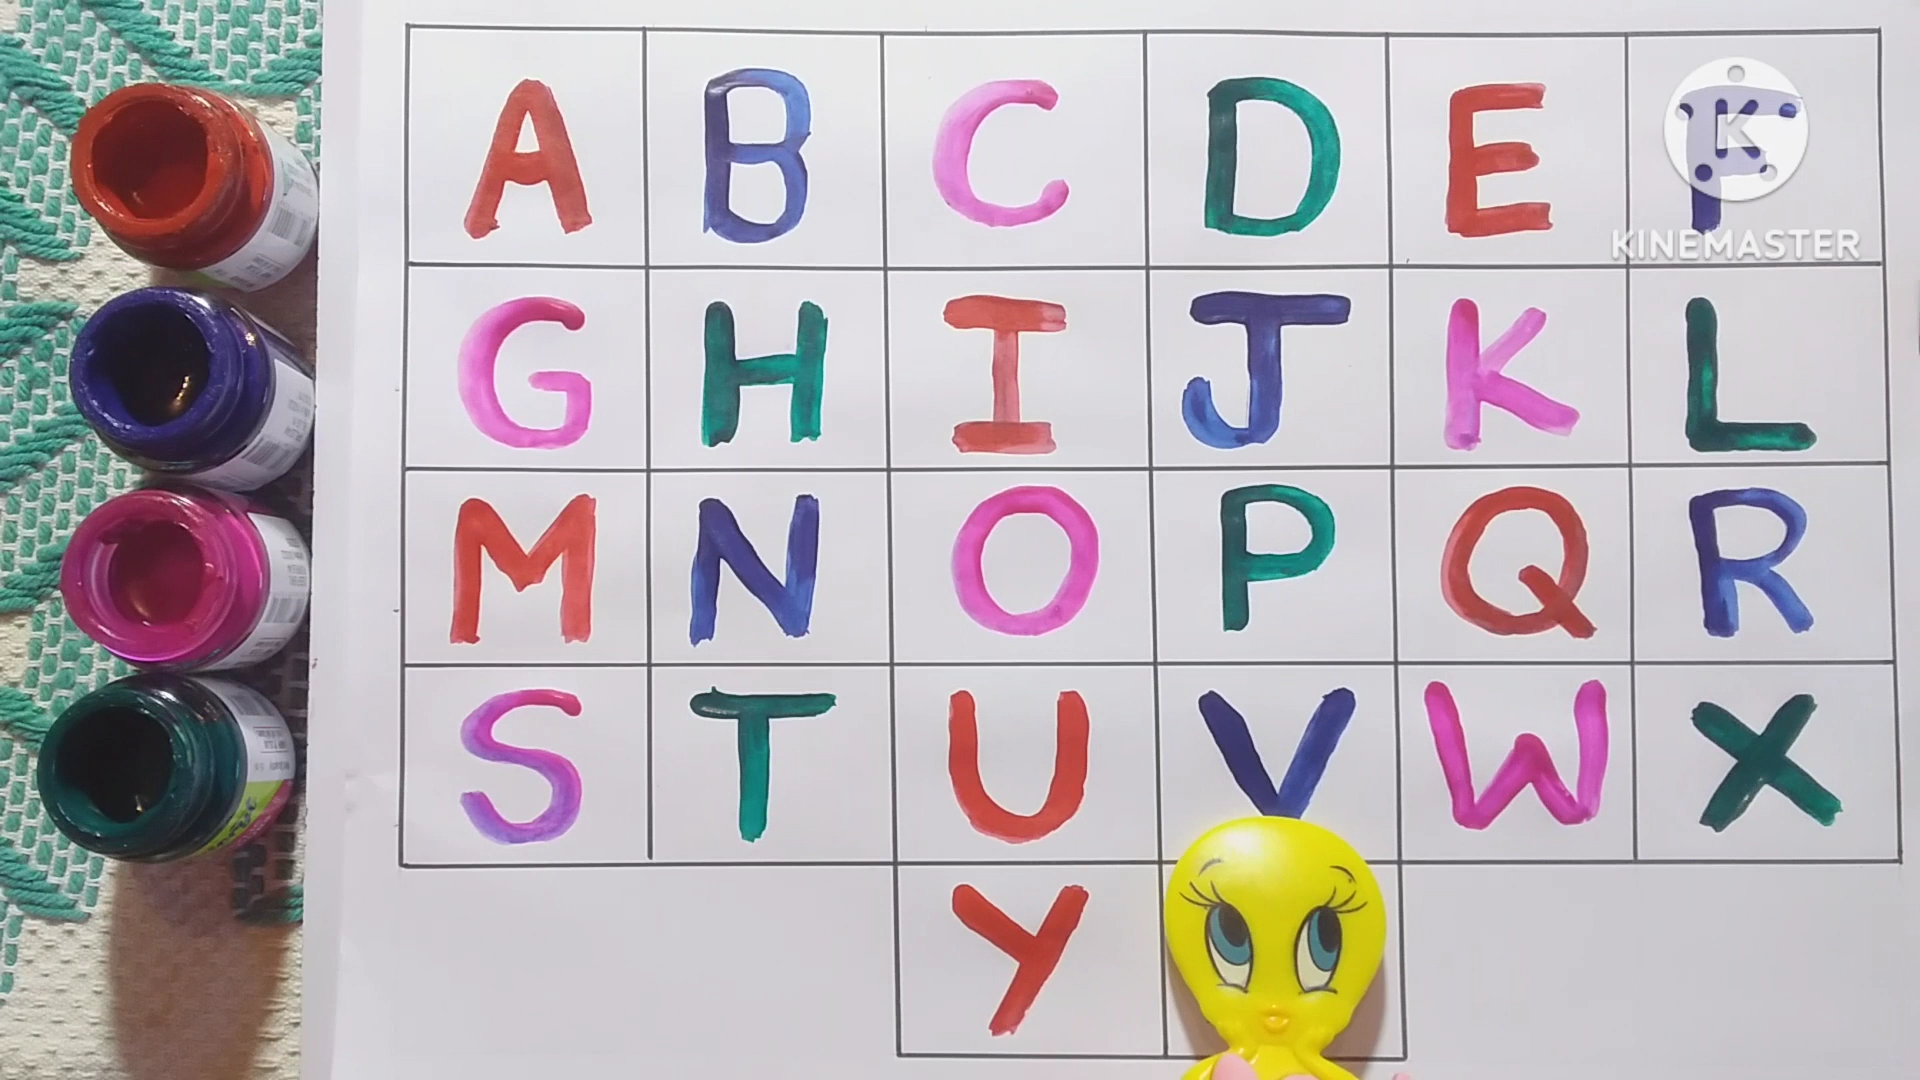 A B C D E F
K
KINEMASTER
G H I J K L
M N O P Q R
S T U V W X
Y